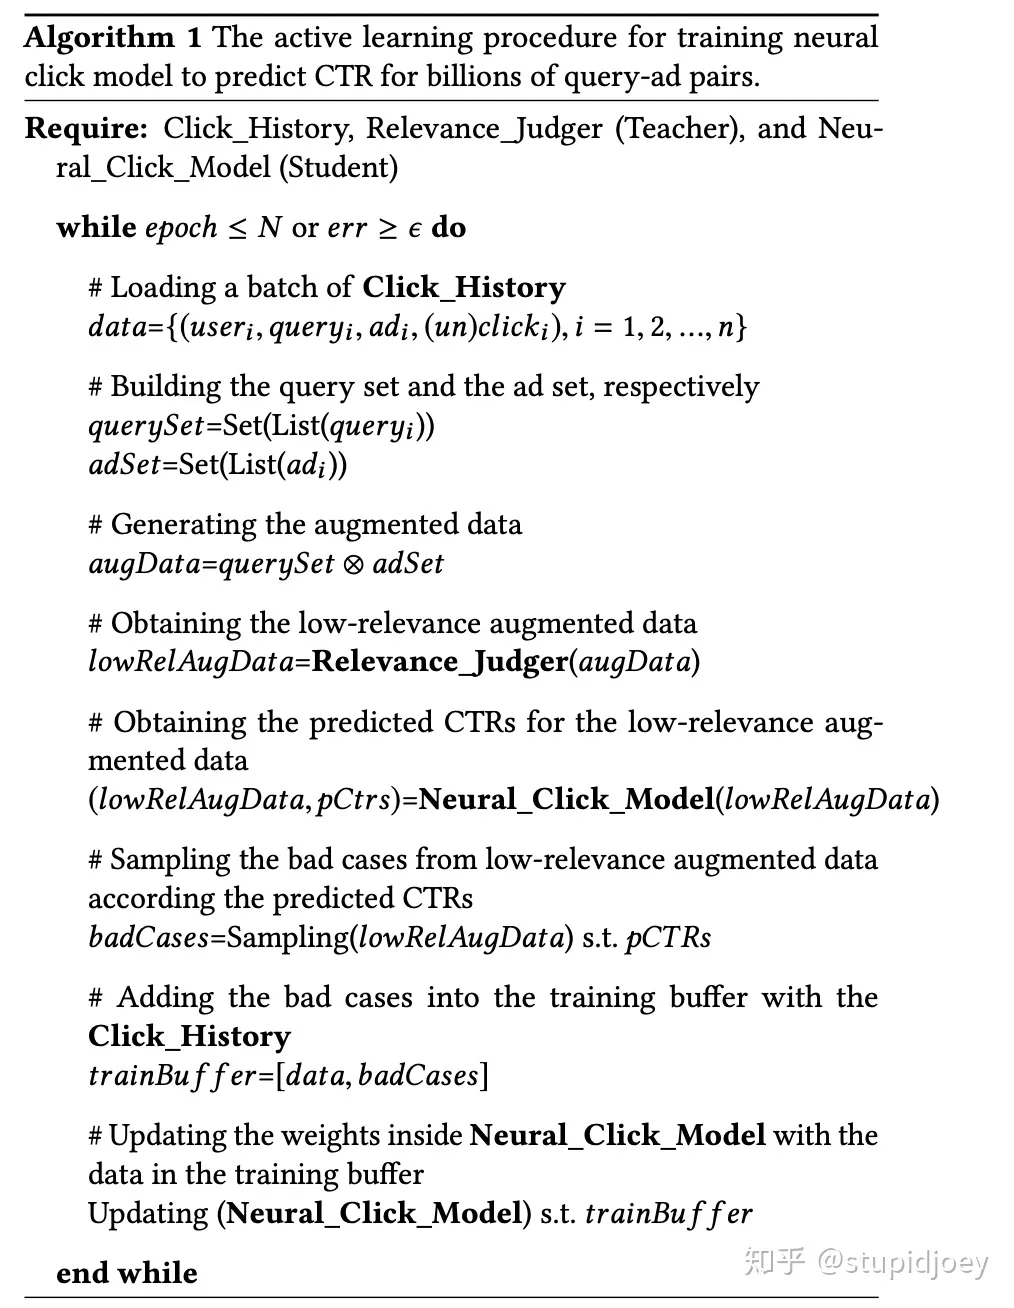 Algorithm 1 The active learning procedure for training neural
click model to predict CTR for billions of query-ad pairs.
Require: Click_History, Relevance_Judger (Teacher), and Neu-
ral_Click_Model (Student)
while epoch ≤ N or err ≥ ϵ do
# Loading a batch of Click_History
data={(user_i, query_i, ad_i, (un)click_i), i = 1, 2, ..., n}
# Building the query set and the ad set, respectively
querySet=Set(List(query_i))
adSet=Set(List(ad_i))
# Generating the augmented data
augData=querySet ⊗ adSet
# Obtaining the low-relevance augmented data
lowRelAugData=Relevance_Judger(augData)
# Obtaining the predicted CTRs for the low-relevance aug-
mented data
(lowRelAugData, pCtrs)=Neural_Click_Model(lowRelAugData)
# Sampling the bad cases from low-relevance augmented data
according the predicted CTRs
badCases=Sampling(lowRelAugData) s.t. pCTRs
# Adding the bad cases into the training buffer with the
Click_History
trainBuffer=[data, badCases]
# Updating the weights inside Neural_Click_Model with the
data in the training buffer
Updating (Neural_Click_Model) s.t. trainBuffer
end while
知乎 @stupidjoey